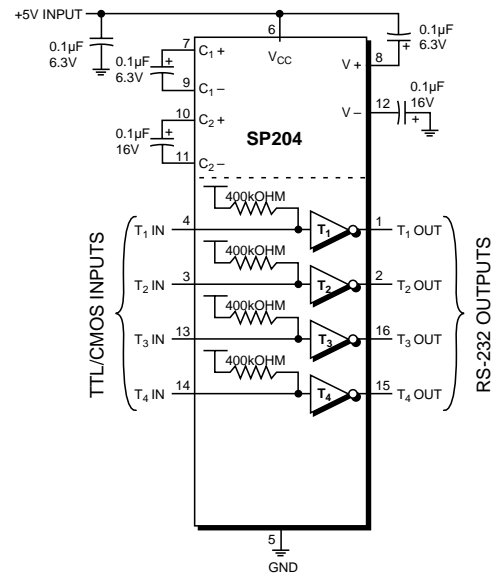 +5V INPUT
0.1µF
6.3V
6
VCC
0.1µF
6.3V
V +
8
7
C1 +
0.1µF
6.3V
+
9
C1 –
10
C2 +
0.1µF
16V
+
11
C2 –
V –
12
0.1µF
16V
+
SP204
400kOHM
4
T1 IN
T1
1
T1 OUT
400kOHM
3
T2 IN
T2
2
T2 OUT
400kOHM
13
T3 IN
T3
16
T3 OUT
400kOHM
14
T4 IN
T4
15
T4 OUT
TTL/CMOS INPUTS
RS-232 OUTPUTS
5
GND